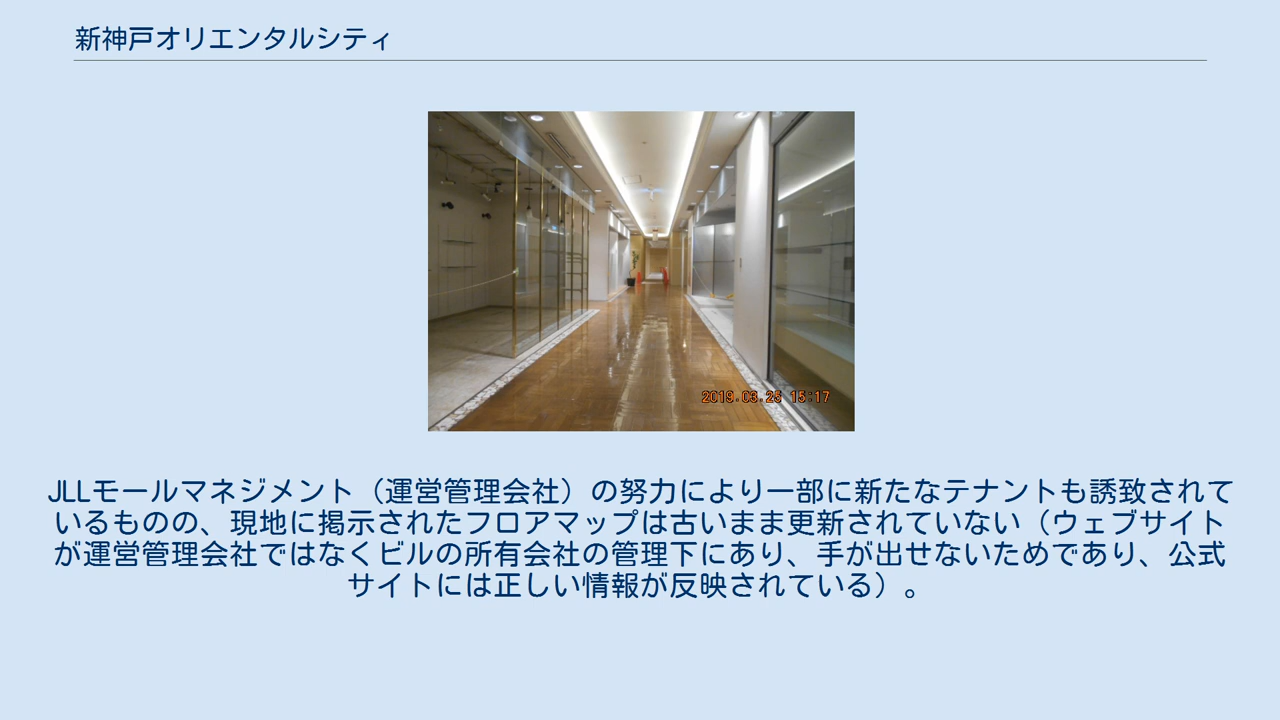 新神戸オリエンタルシティ
2019.03.25 15:17
JLLモールマネジメント（運営管理会社）の努力により一部に新たなテナントも誘致されて
いるものの、現地に掲示されたフロアマップは古いまま更新されていない（ウェブサイト
が運営管理会社ではなくビルの所有会社の管理下にあり、手が出せないためであり、公式
サイトには正しい情報が反映されている）。